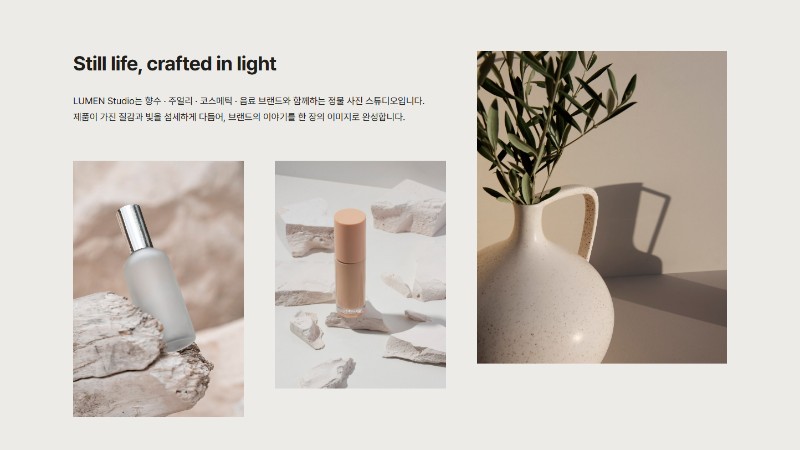 Still life, crafted in light
LUMEN Studio는 향수 · 주얼리 · 코스메틱 · 음료 브랜드와 함께하는 정물 사진 스튜디오입니다.
제품이 가진 질감과 빛을 섬세하게 다듬어, 브랜드의 이야기를 한 장의 이미지로 완성합니다.